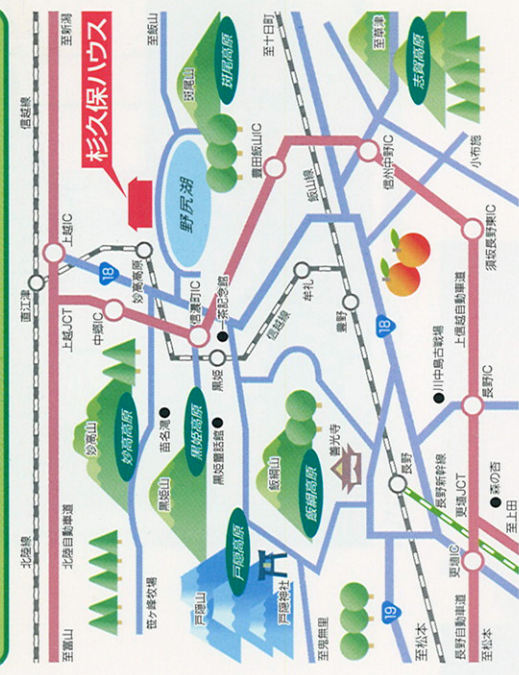 至新潟
信越線
北陸線
北陸自動車道
至富山
杉久保ハウス
至飯山
斑尾山
斑尾高原
至十日町
至草津
志賀高原
上越IC
直江津
上越JCT
中郷IC
18
妙高高原
野尻湖
豊田飯山IC
飯山線
信州中野IC
小布施
信濃町IC
一茶記念館
黒姫
信越線
牟礼
豊野
18
須坂長野東IC
上信越自動車道
妙高山
妙高高原
苗名滝
黒姫山
黒姫高原
黒姫童話館
飯綱山
飯綱高原
善光寺
川中島古戦場
長野IC
長野
長野新幹線
更埴JCT
森の杏
至上田
笹ヶ峰牧場
戸隠山
戸隠高原
戸隠神社
至鬼無里
19
至松本
更埴IC
長野自動車道
至松本